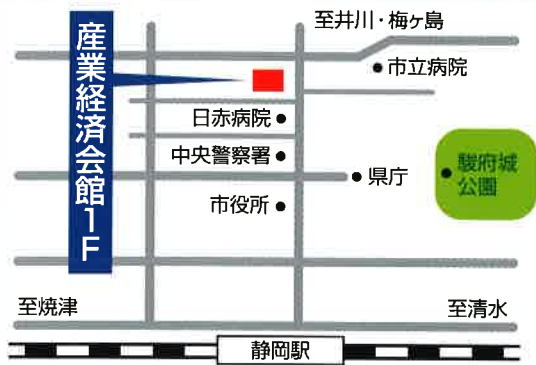 至井川・梅ヶ島
産業経済会館1F
市立病院
日赤病院
中央警察署
県庁
駿府城
公園
市役所
至焼津
至清水
静岡駅